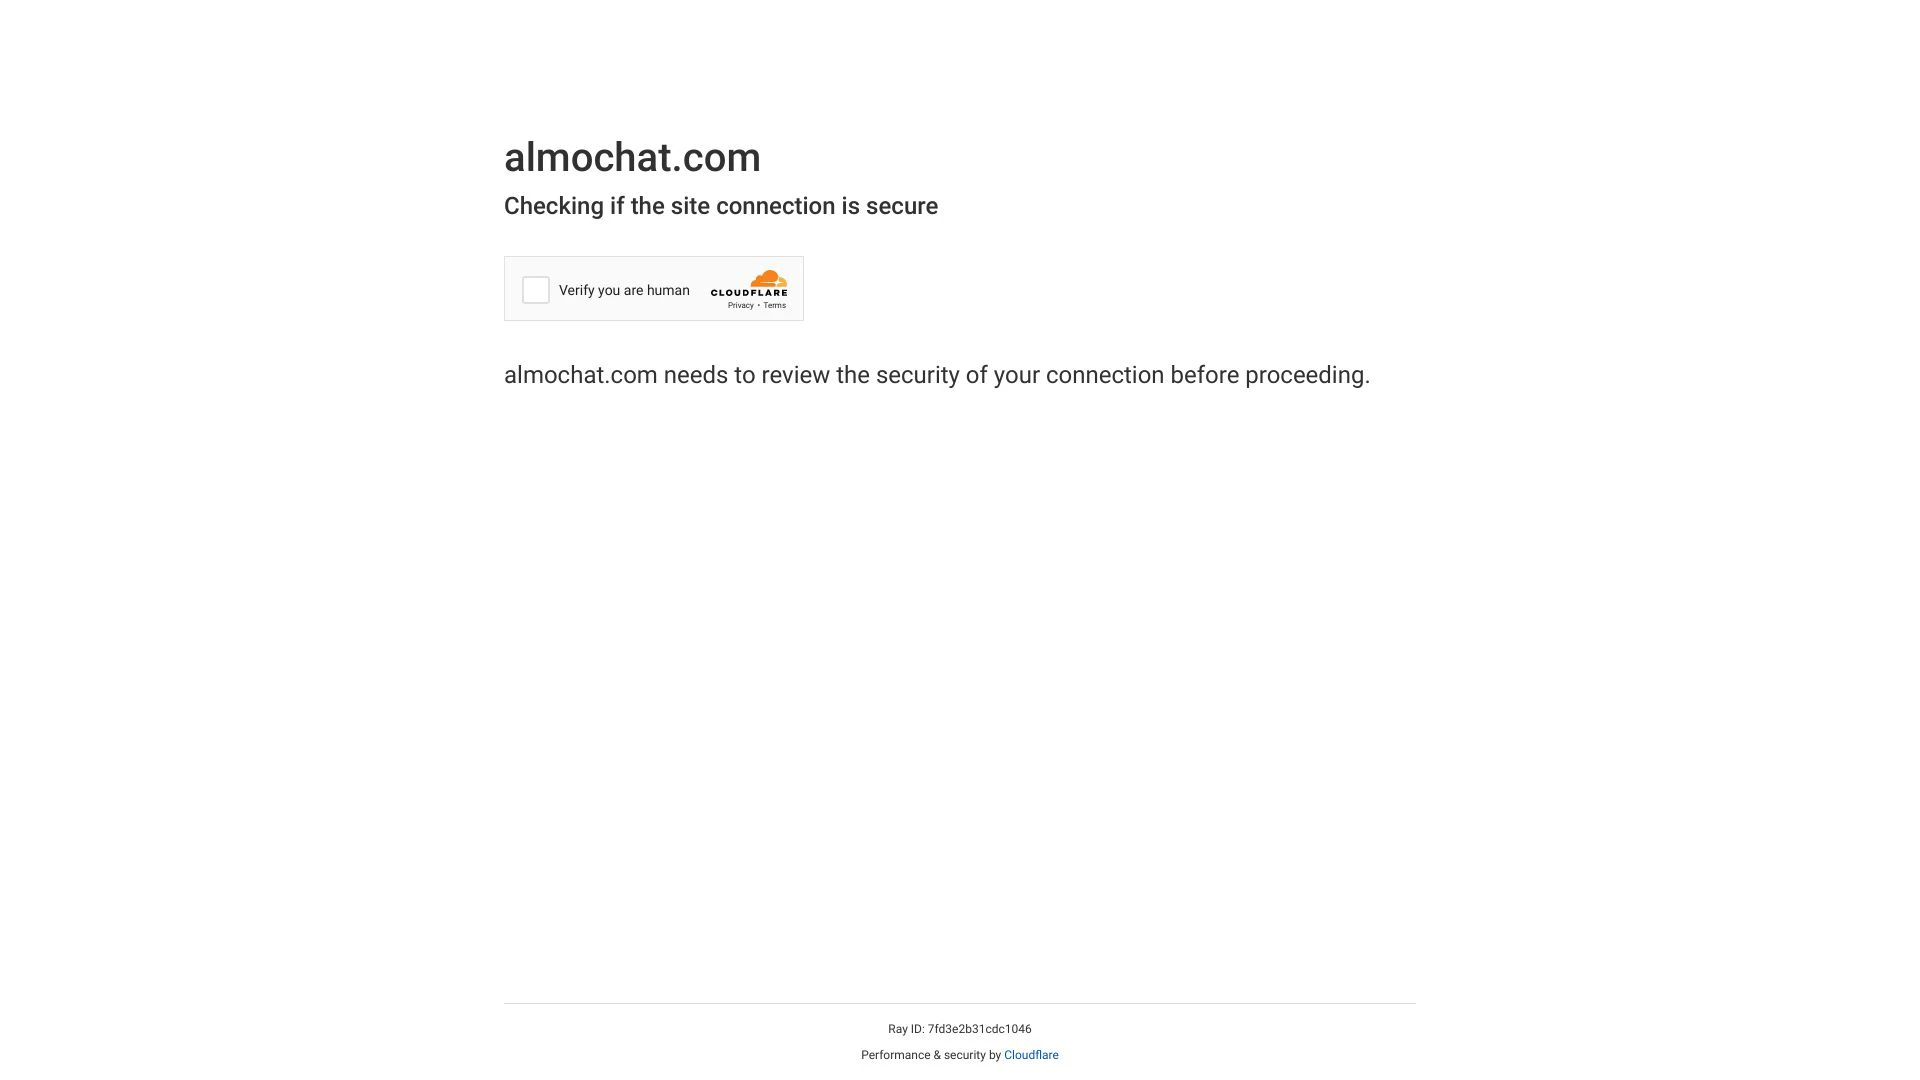 almochat.com
Checking if the site connection is secure
Verify you are human
CLOUDFLARE
Privacy • Terms
almochat.com needs to review the security of your connection before proceeding.
Ray ID: 7fd3e2b31cdc1046
Performance & security by Cloudflare